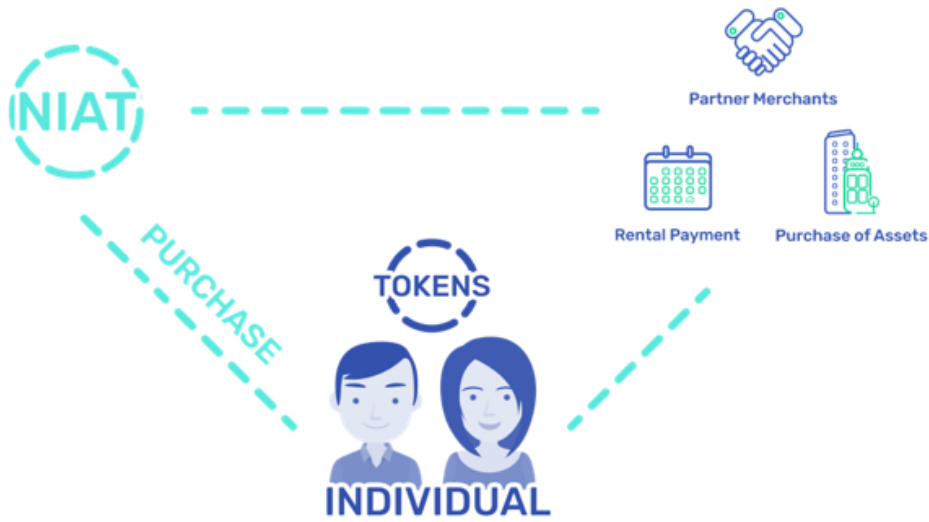 NIAT
Partner Merchants
Rental Payment
Purchase of Assets
PURCHASE
TOKENS
INDIVIDUAL